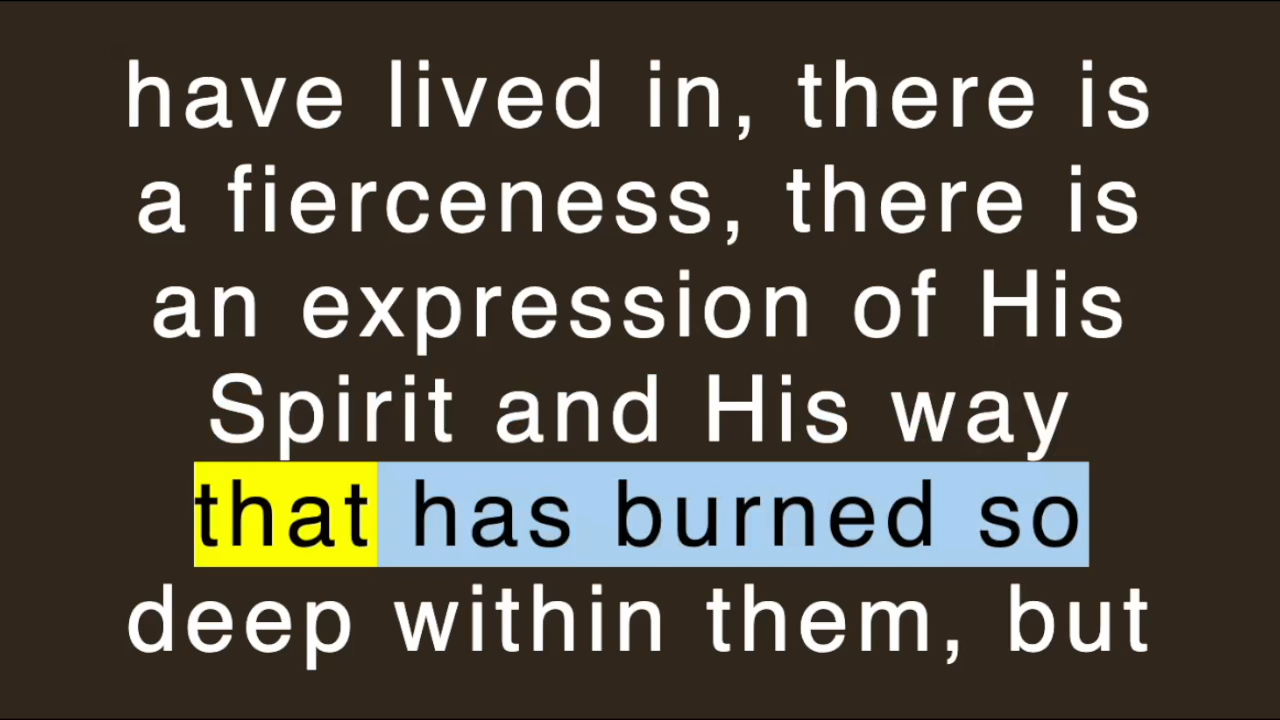 have lived in, there is
a fierceness, there is
an expression of His
Spirit and His way
that has burned so
deep within them, but